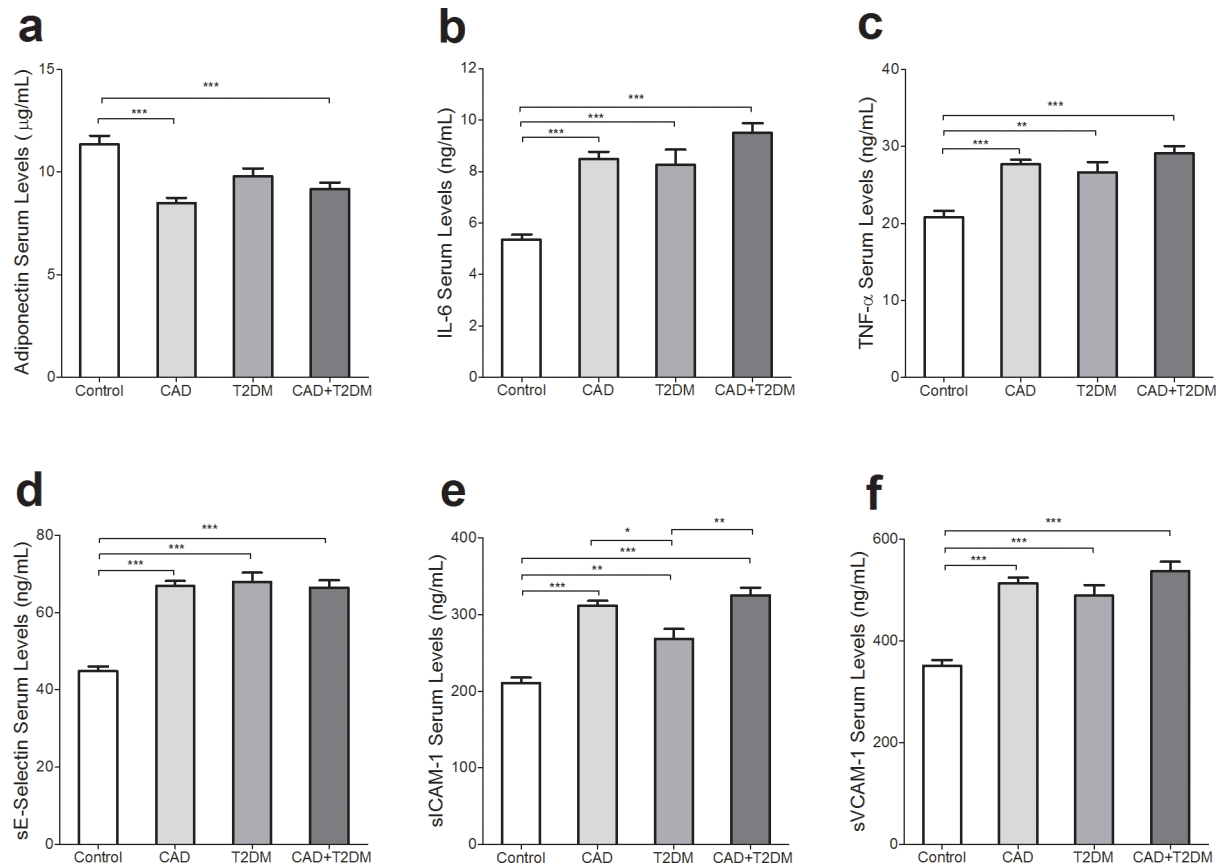 a
Adiponectin Serum Levels ( μg/mL)
15
10
5
0
***
***
Control CAD T2DM CAD+T2DM
b
IL-6 Serum Levels (ng/mL)
12
10
8
6
4
2
0
***
***
***
Control CAD T2DM CAD+T2DM
c
TNF-α Serum Levels (ng/mL)
40
30
20
10
0
***
**
***
Control CAD T2DM CAD+T2DM
d
sE-Selectin Serum Levels (ng/mL)
80
60
40
20
0
***
***
***
Control CAD T2DM CAD+T2DM
e
sICAM-1 Serum Levels (ng/mL)
400
300
200
100
0
* **
***
**
***
Control CAD T2DM CAD+T2DM
f
sVCAM-1 Serum Levels (ng/mL)
600
400
200
0
***
***
***
Control CAD T2DM CAD+T2DM